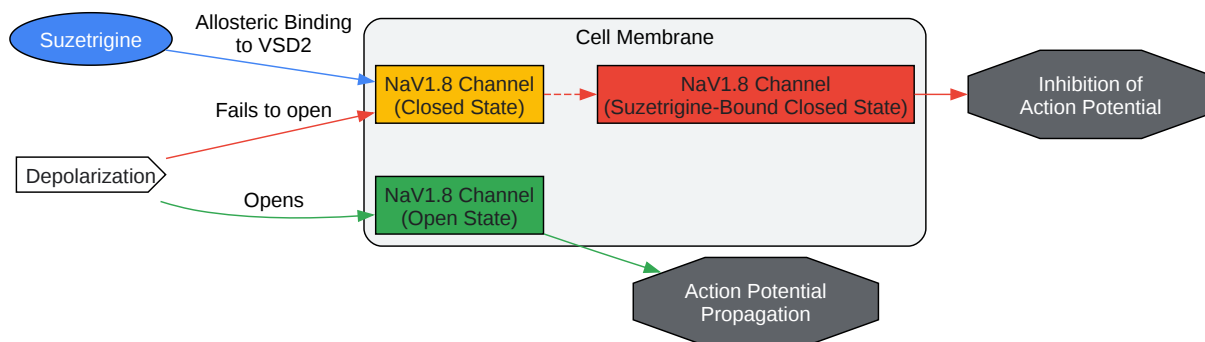 Suzetrigine
Allosteric Binding
to VSD2
Cell Membrane
NaV1.8 Channel
(Closed State)
NaV1.8 Channel
(Suzetrigine-Bound Closed State)
Inhibition of
Action Potential
Fails to open
Depolarization
Opens
NaV1.8 Channel
(Open State)
Action Potential
Propagation